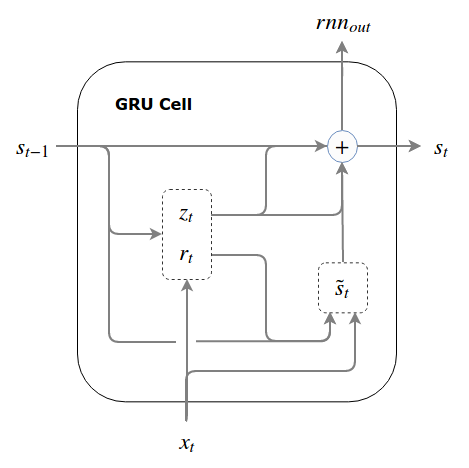 rnn_out
GRU Cell
s_{t−1}
s_t
z_t
r_t
s̃_t
x_t